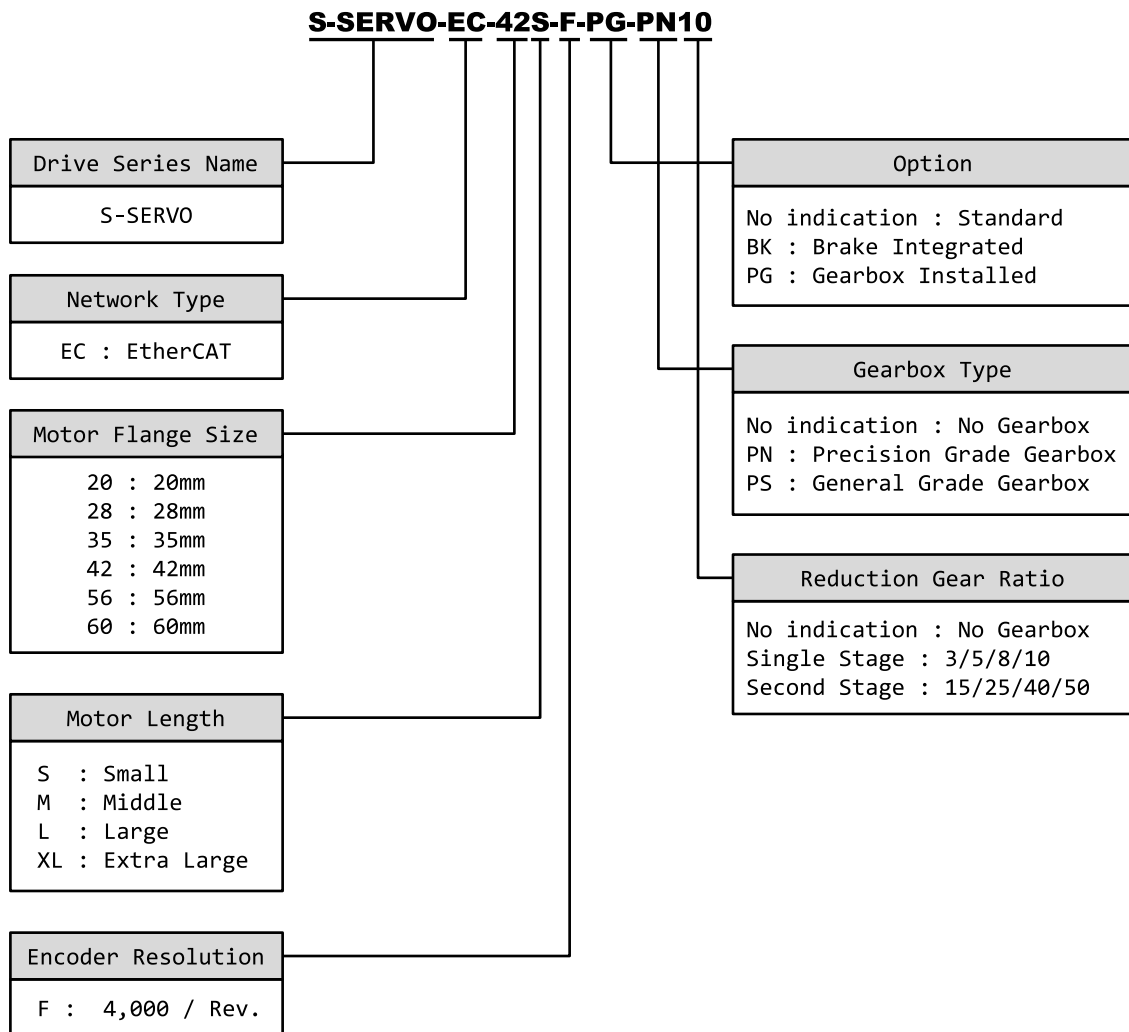 S-SERVO-EC-42S-F-PG-PN10
Drive Series Name
S-SERVO
Network Type
EC : EtherCAT
Motor Flange Size
20 : 20mm
28 : 28mm
35 : 35mm
42 : 42mm
56 : 56mm
60 : 60mm
Motor Length
S : Small
M : Middle
L : Large
XL : Extra Large
Encoder Resolution
F : 4,000 / Rev.
Option
No indication : Standard
BK : Brake Integrated
PG : Gearbox Installed
Gearbox Type
No indication : No Gearbox
PN : Precision Grade Gearbox
PS : General Grade Gearbox
Reduction Gear Ratio
No indication : No Gearbox
Single Stage : 3/5/8/10
Second Stage : 15/25/40/50